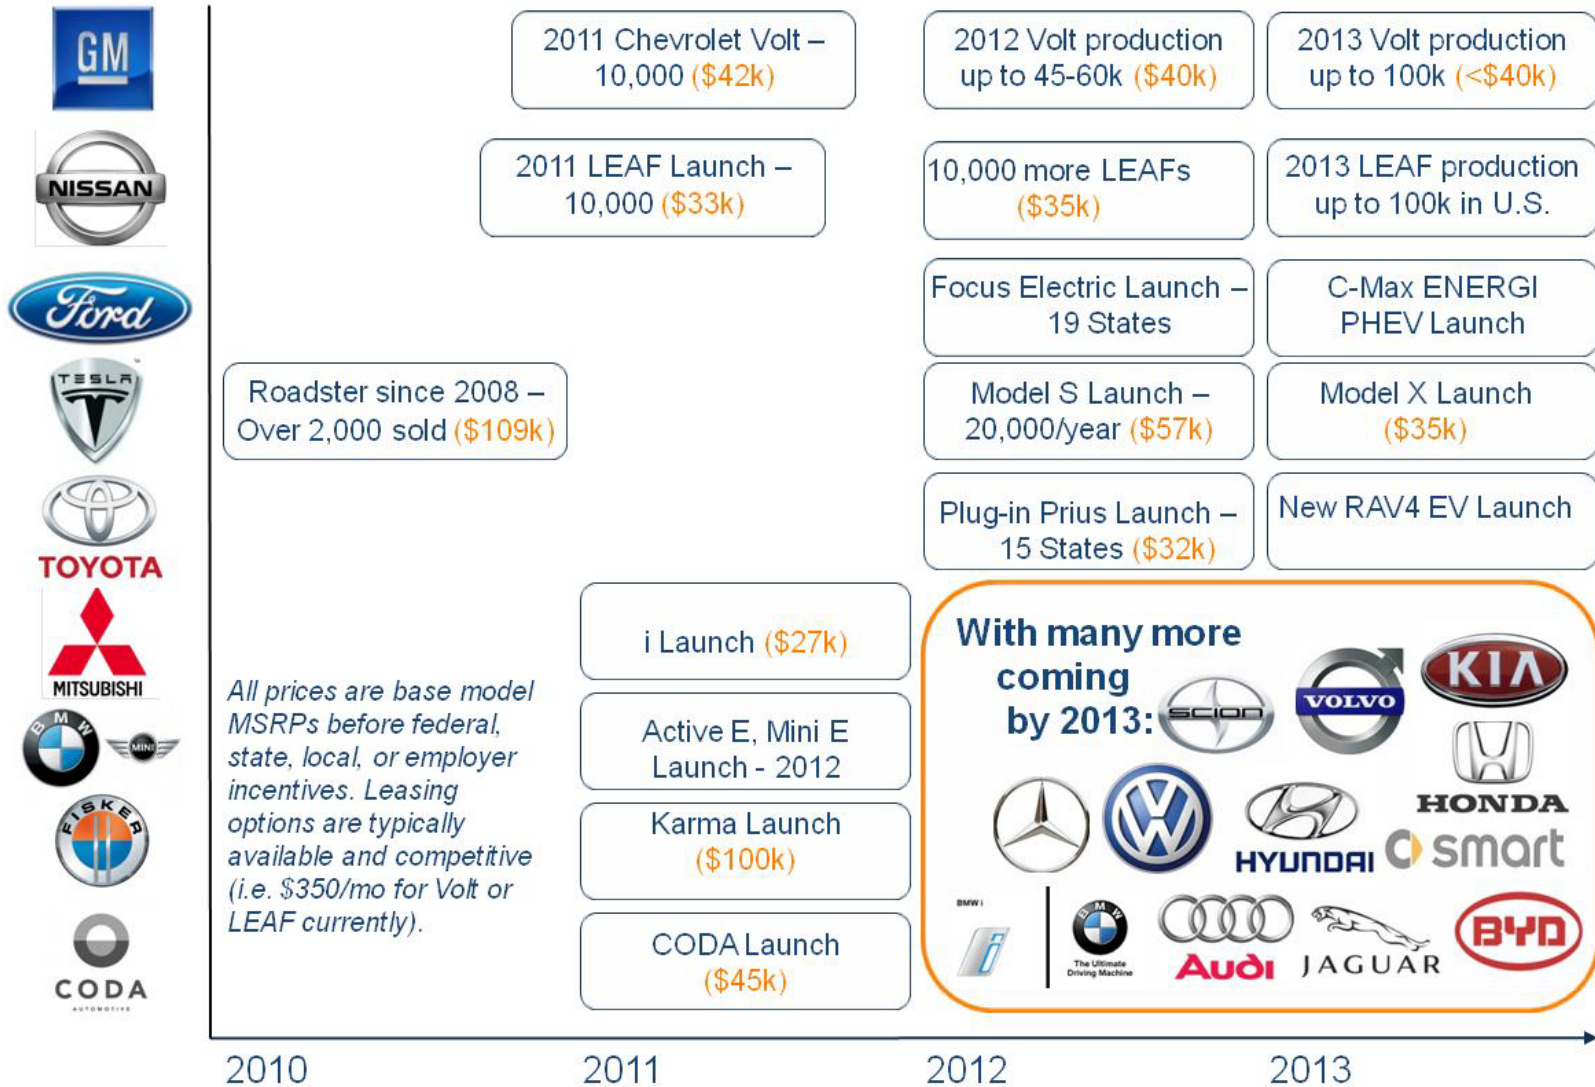 GM
2011 Chevrolet Volt –
10,000 ($42k)
2012 Volt production
up to 45-60k ($40k)
2013 Volt production
up to 100k (<$40k)
NISSAN
2011 LEAF Launch –
10,000 ($33k)
10,000 more LEAFs
($35k)
2013 LEAF production
up to 100k in U.S.
Ford
Focus Electric Launch –
19 States
C-Max ENERGI
PHEV Launch
TESLA
Roadster since 2008 –
Over 2,000 sold ($109k)
Model S Launch –
20,000/year ($57k)
Model X Launch
($35k)
TOYOTA
Plug-in Prius Launch –
15 States ($32k)
New RAV4 EV Launch
MITSUBISHI
i Launch ($27k)
BMW
MINI
Active E, Mini E
Launch - 2012
FISKER
Karma Launch
($100k)
CODA
AUTOMOTIVE
CODA Launch
($45k)
All prices are base model
MSRPs before federal,
state, local, or employer
incentives. Leasing
options are typically
available and competitive
(i.e. $350/mo for Volt or
LEAF currently).
With many more
coming
by 2013:
SCION
VOLVO
KIA
HONDA
HYUNDAI
smart
BMW i
i
BMW
The Ultimate
Driving Machine
Audi
JAGUAR
BYD
2010
2011
2012
2013